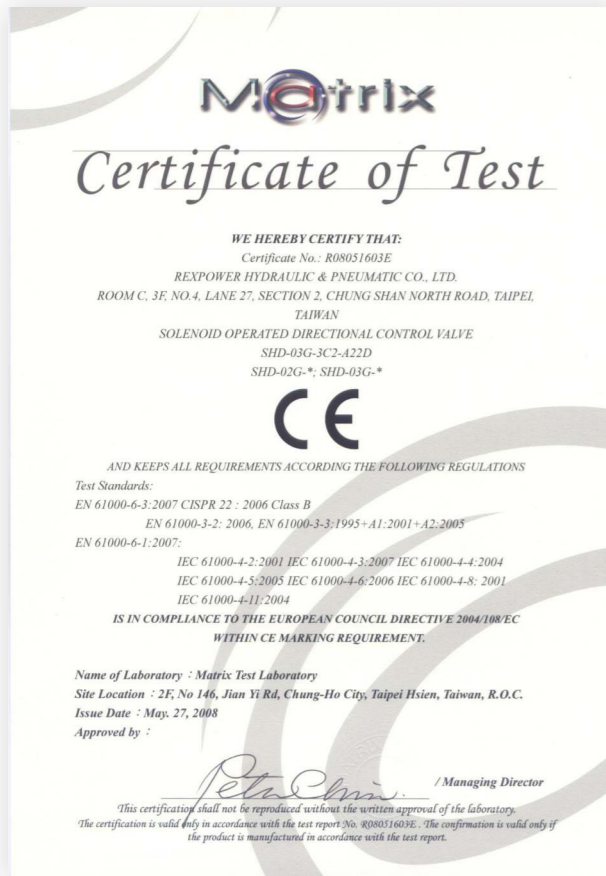 Matrix
Certificate of Test
WE HEREBY CERTIFY THAT:
Certificate No.: R08051603E
REXPOWER HYDRAULIC & PNEUMATIC CO., LTD.
ROOM C, 3F, NO.4, LANE 27, SECTION 2, CHUNG SHAN NORTH ROAD, TAIPEI,
TAIWAN
SOLENOID OPERATED DIRECTIONAL CONTROL VALVE
SHD-03G-3C2-A22D
SHD-02G-*; SHD-03G-*
CE
AND KEEPS ALL REQUIREMENTS ACCORDING THE FOLLOWING REGULATIONS
Test Standards:
EN 61000-6-3:2007 CISPR 22 : 2006 Class B
EN 61000-3-2: 2006, EN 61000-3-3:1995+A1:2001+A2:2005
EN 61000-6-1:2007:
IEC 61000-4-2:2001 IEC 61000-4-3:2007 IEC 61000-4-4:2004
IEC 61000-4-5:2005 IEC 61000-4-6:2006 IEC 61000-4-8: 2001
IEC 61000-4-11:2004
IS IN COMPLIANCE TO THE EUROPEAN COUNCIL DIRECTIVE 2004/108/EC
WITHIN CE MARKING REQUIREMENT.
Name of Laboratory : Matrix Test Laboratory
Site Location : 2F, No 146, Jian Yi Rd, Chung-Ho City, Taipei Hsien, Taiwan, R.O.C.
Issue Date : May. 27, 2008
Approved by :
Peter Chin. / Managing Director
This certification shall not be reproduced without the written approval of the laboratory.
The certification is valid only in accordance with the test report No. R08051603E . The confirmation is valid only if
the product is manufactured in accordance with the test report.